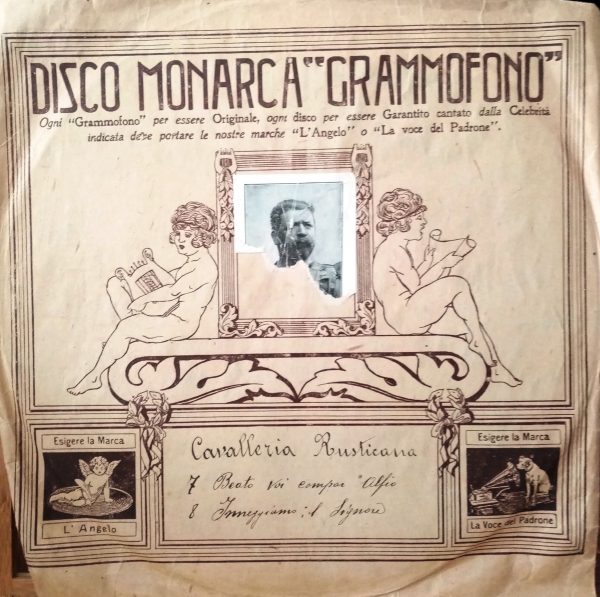 DISCO MONARCA "GRAMMOFONO"
Ogni "Grammofono" per essere Originale, ogni disco per essere Garantito cantato dalla Celebrità
indicata deve portare le nostre marche "L'Angelo" o "La voce del Padrone".
Esigere la Marca
L' Angelo
Cavalleria Rusticana
7 Beato voi compar Alfio
8 Inneggiamo il Signore
Esigere la Marca
La Voce del Padrone